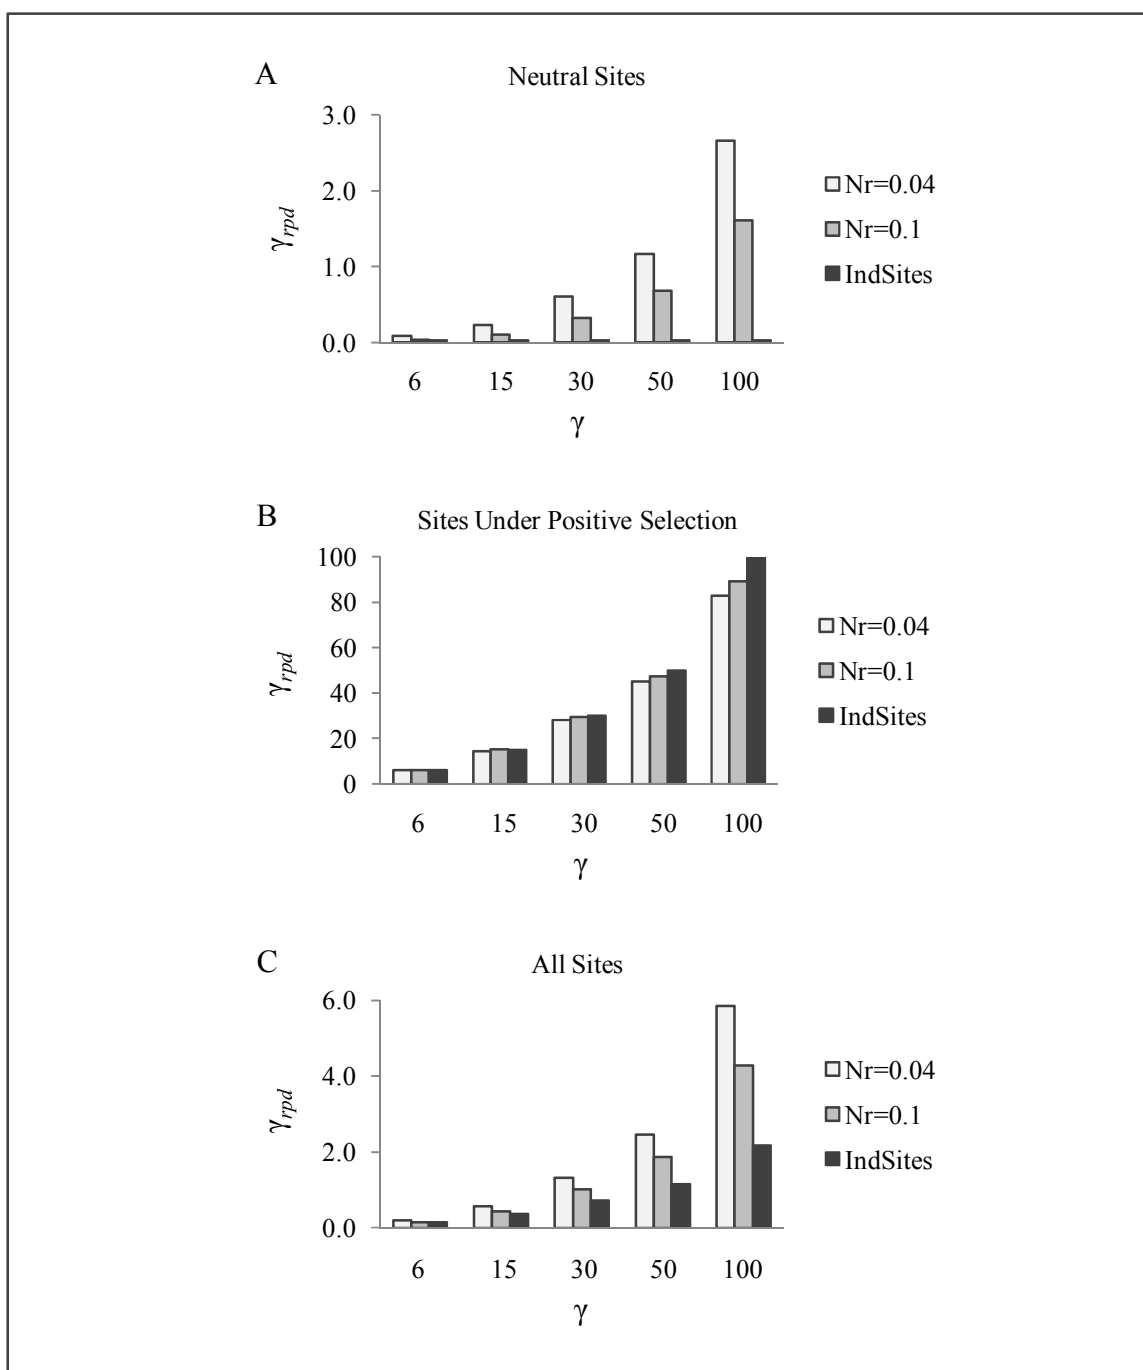 A
Neutral Sites
3.0
2.0
1.0
0.0
γrpd
6 15 30 50 100
γ
Nr=0.04
Nr=0.1
IndSites
B
Sites Under Positive Selection
100
80
60
40
20
0
γrpd
6 15 30 50 100
γ
Nr=0.04
Nr=0.1
IndSites
C
All Sites
6.0
4.0
2.0
0.0
γrpd
6 15 30 50 100
γ
Nr=0.04
Nr=0.1
IndSites